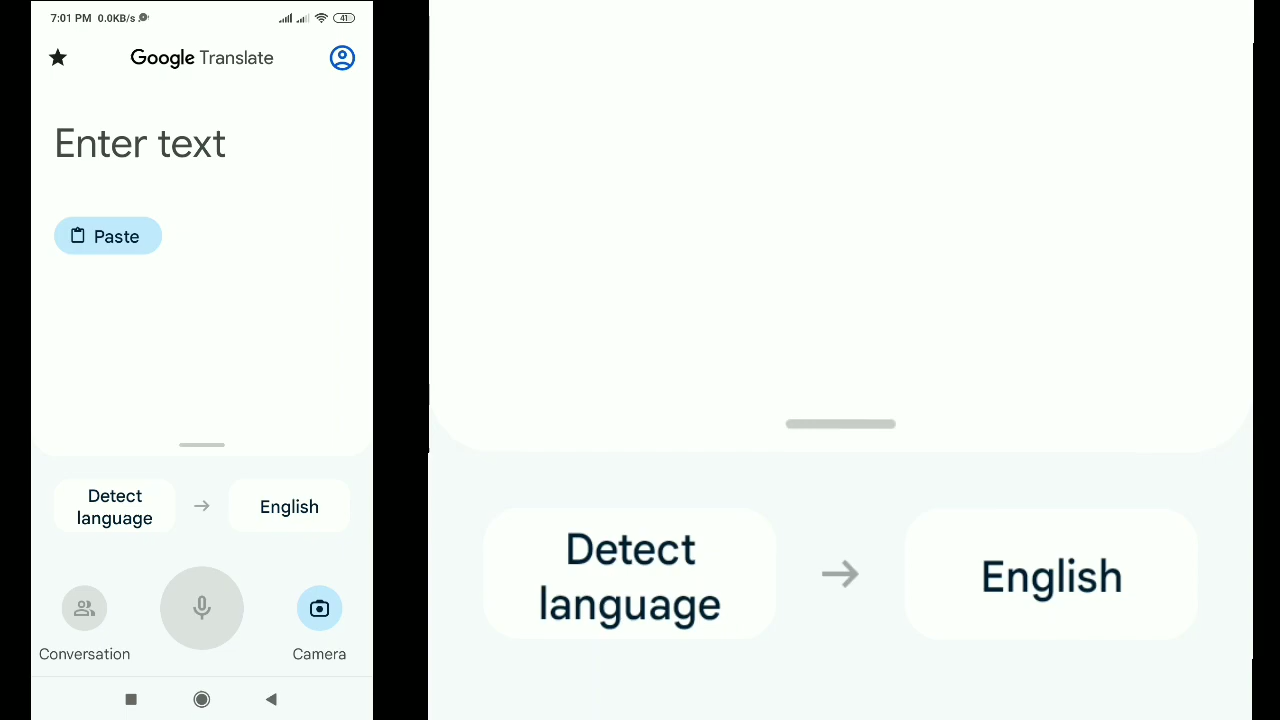 7:01 PM 0.0KB/s
41
Google Translate
Enter text
Paste
Detect
language
English
Conversation
Camera
Detect
language
English